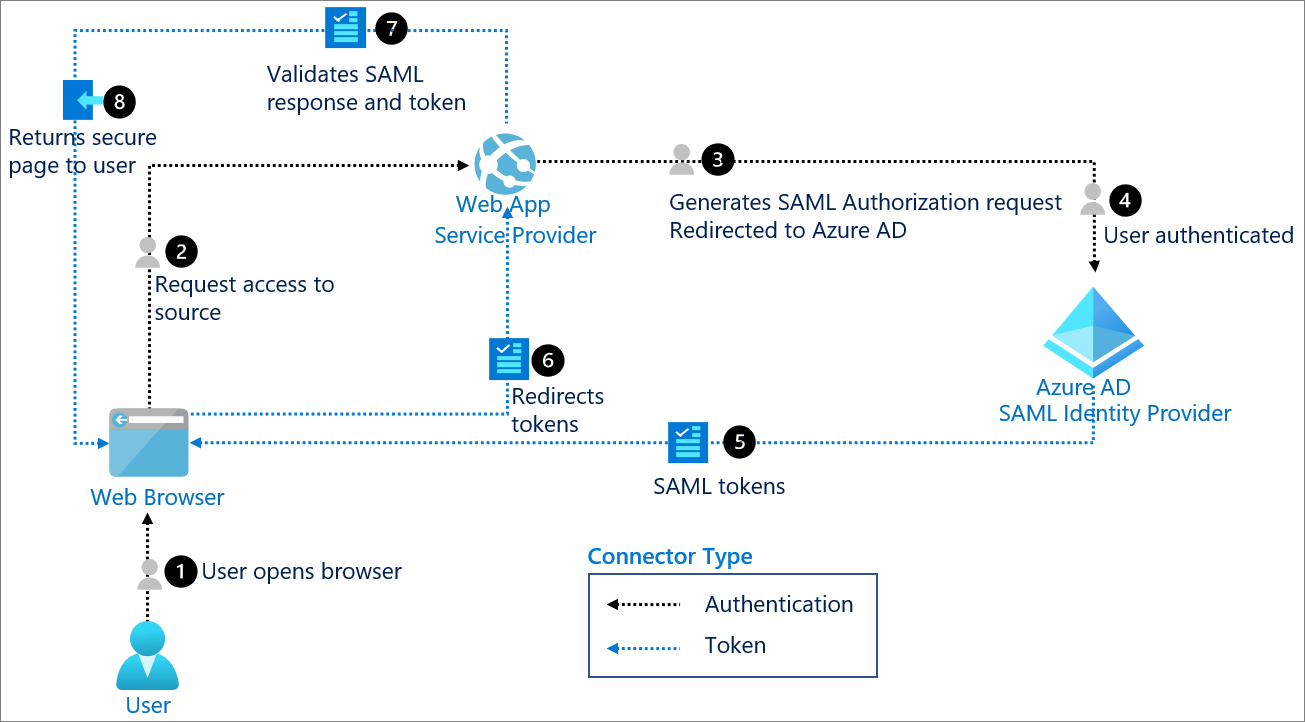 7
Validates SAML
response and token
8
Returns secure
page to user
3
Generates SAML Authorization request
Redirected to Azure AD
4
User authenticated
Web App
Service Provider
2
Request access to
source
6
Redirects
tokens
Azure AD
SAML Identity Provider
5
SAML tokens
Web Browser
1
User opens browser
User
Connector Type
Authentication
Token